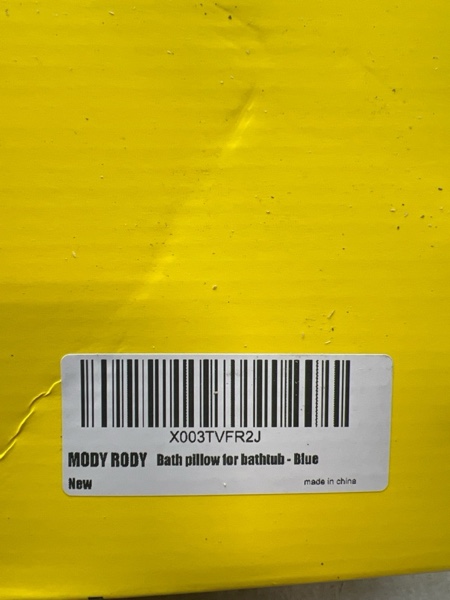 X003TVFR2J
MODY RODY Bath pillow for bathtub - Blue
New made in china